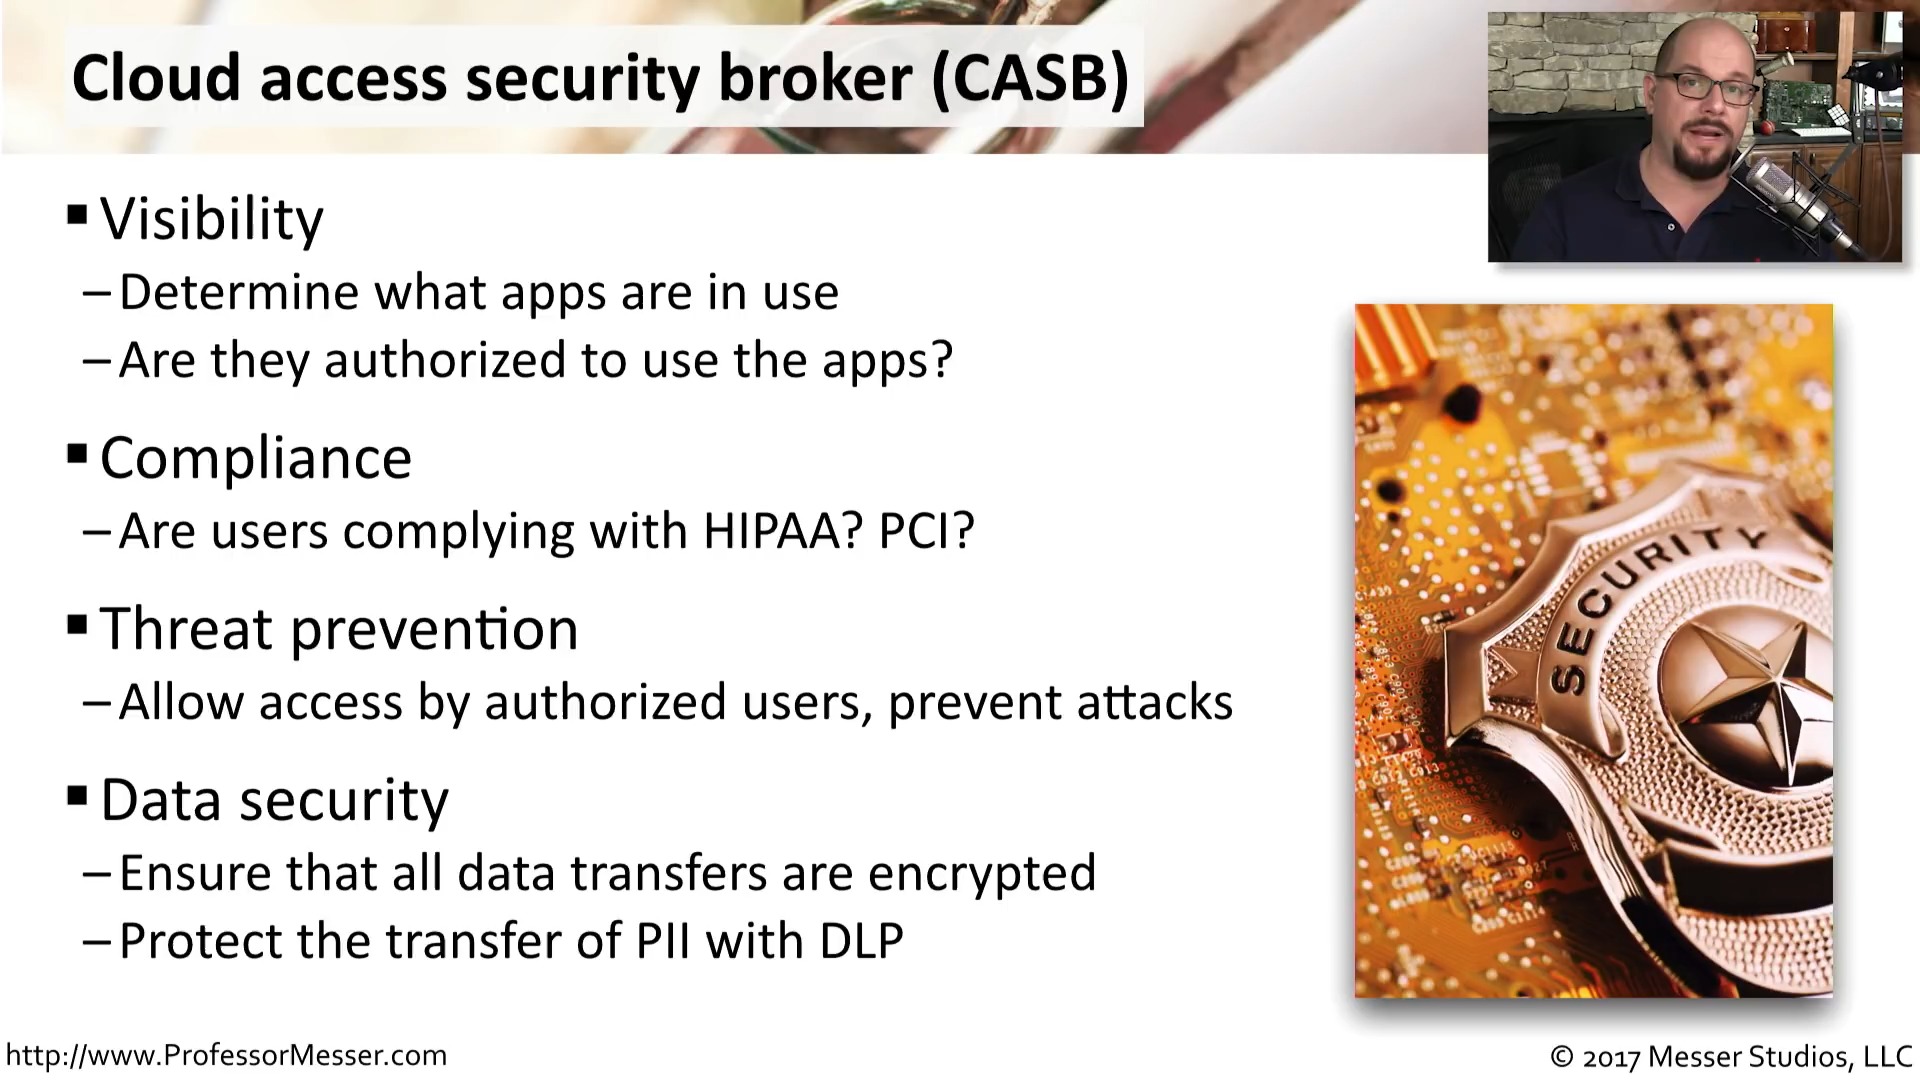 Cloud access security broker (CASB)
▪ Visibility
– Determine what apps are in use
– Are they authorized to use the apps?
▪ Compliance
– Are users complying with HIPAA? PCI?
▪ Threat prevention
– Allow access by authorized users, prevent attacks
▪ Data security
– Ensure that all data transfers are encrypted
– Protect the transfer of PII with DLP
SECURITY
http://www.ProfessorMesser.com
© 2017 Messer Studios, LLC